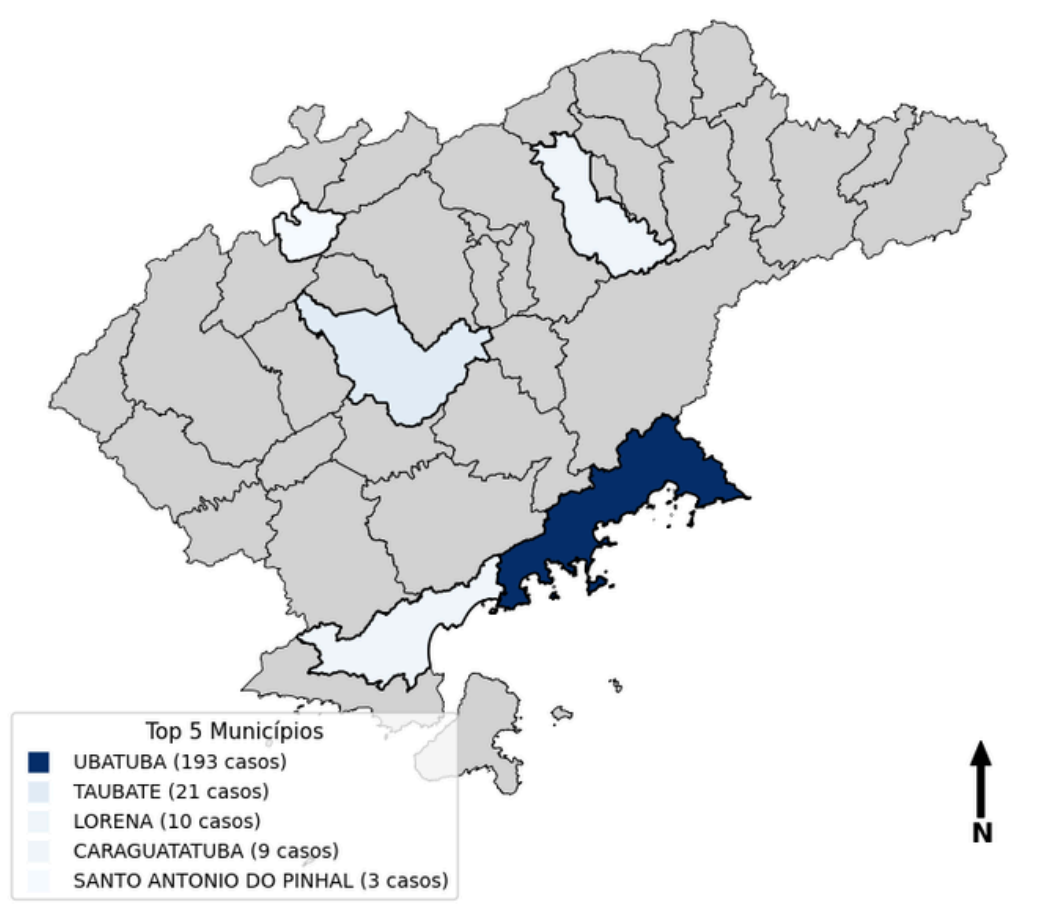 Top 5 Municípios
UBATUBA (193 casos)
TAUBATE (21 casos)
LORENA (10 casos)
CARAGUATATUBA (9 casos)
SANTO ANTONIO DO PINHAL (3 casos)
N